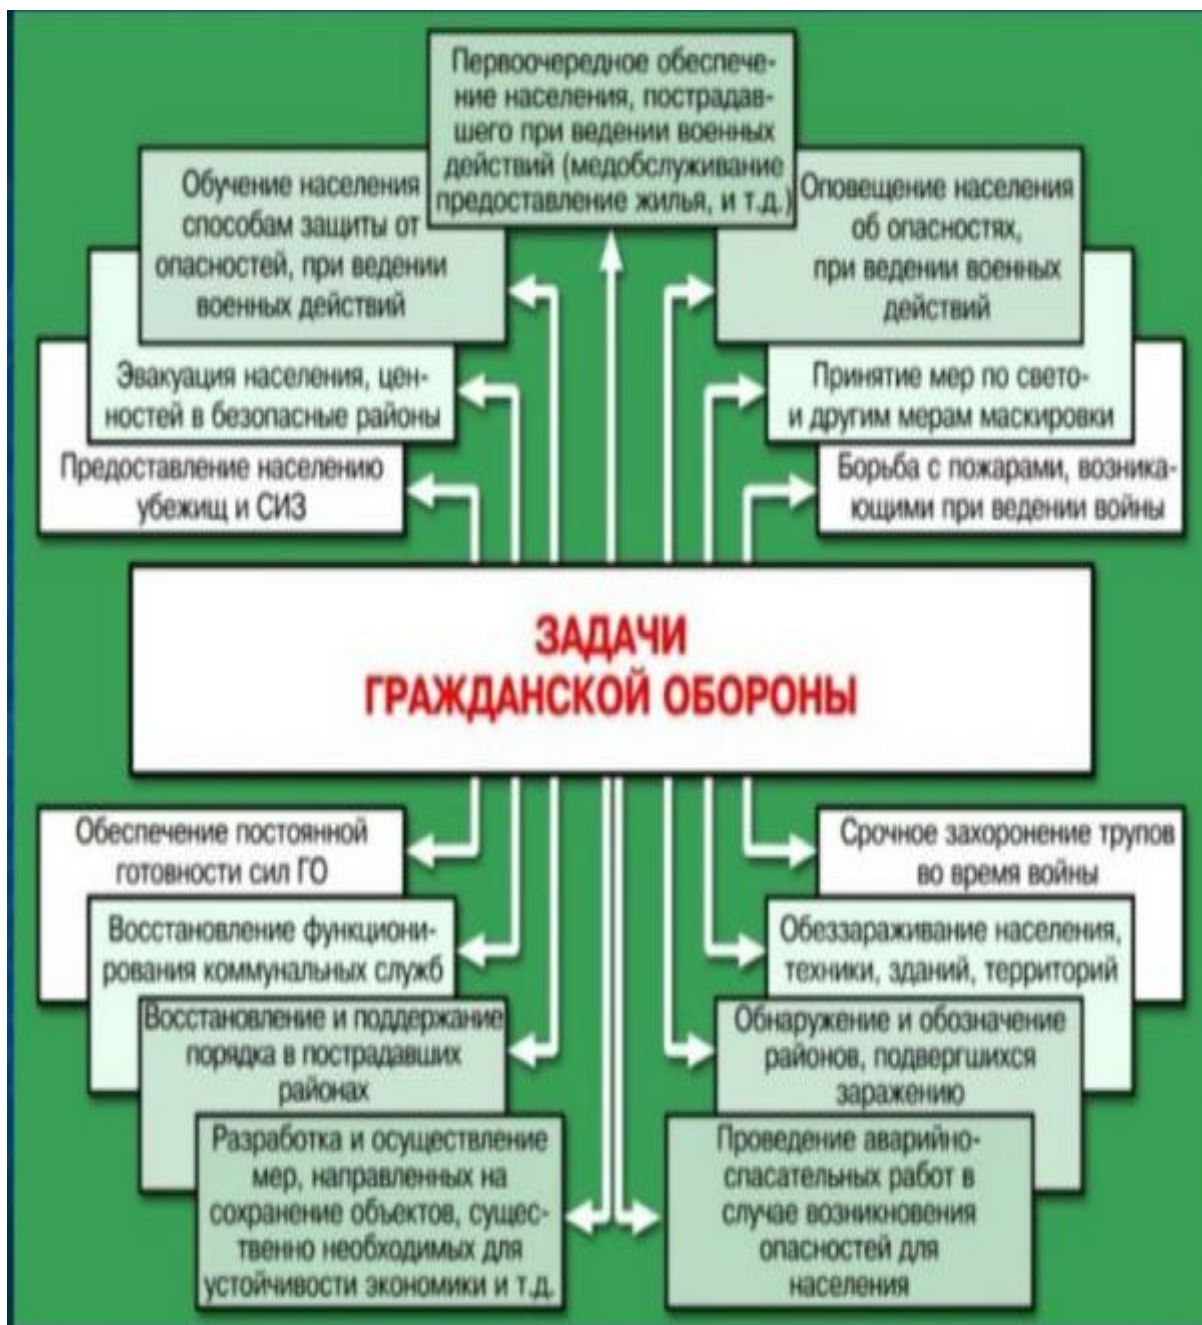 Первоочередное обеспече-
ние населения, пострадав-
шего при ведении военных
действий (медобслуживание
предоставление жилья, и т.д.)
Обучение населения
способам защиты от
опасностей, при ведении
военных действий
Оповещение населения
об опасностях,
при ведении военных
действий
Эвакуация населения, цен-
ностей в безопасные районы
Принятие мер по свето-
и другим мерам маскировки
Предоставление населению
убежищ и СИЗ
Борьба с пожарами, возника-
ющими при ведении войны
ЗАДАЧИ
ГРАЖДАНСКОЙ ОБОРОНЫ
Обеспечение постоянной
готовности сил ГО
Срочное захоронение трупов
во время войны
Восстановление функциони-
рования коммунальных служб
Обеззараживание населения,
техники, зданий, территорий
Восстановление и поддержание
порядка в пострадавших
районах
Обнаружение и обозначение
районов, подвергшихся
заражению
Разработка и осуществление
мер, направленных на
сохранение объектов, сущес-
твенно необходимых для
устойчивости экономики и т.д.
Проведение аварийно-
спасательных работ в
случае возникновения
опасностей для
населения